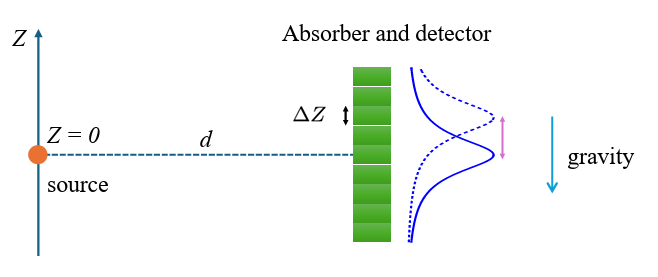 Absorber and detector
Z
ΔZ
Z = 0
d
gravity
source